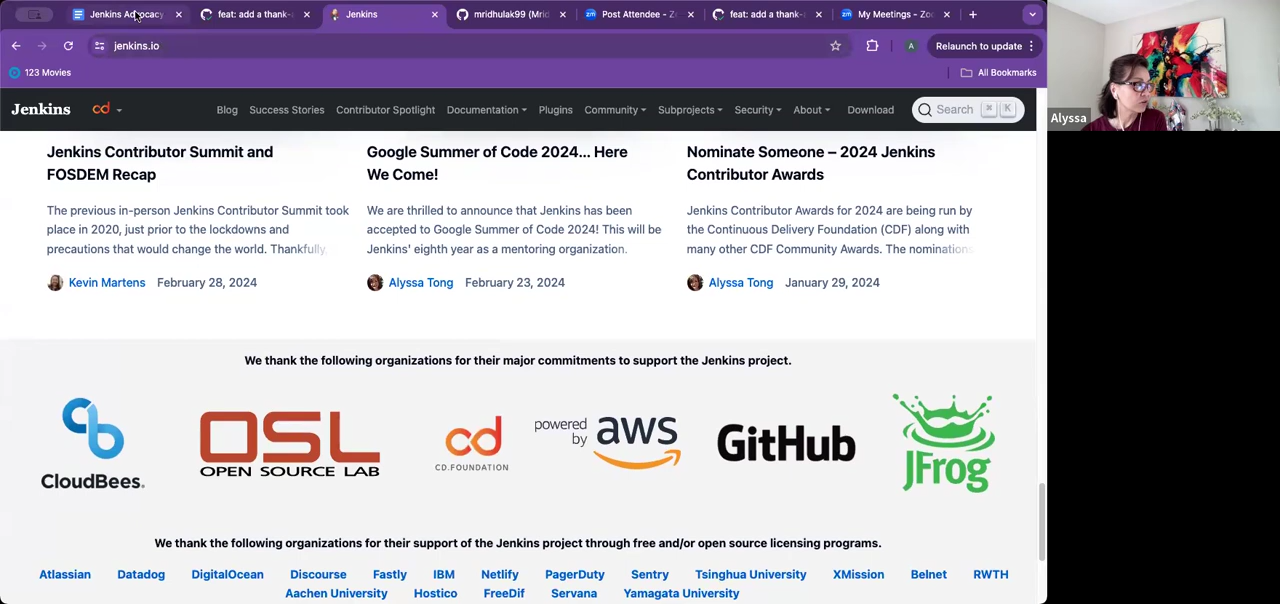 Jenkins Advocacy
feat: add a thank-
Jenkins
mridhulak99 (Mrid
Post Attendee - Zo
feat: add a thank-
My Meetings - Zoo
jenkins.io
A
Relaunch to update
123 Movies
All Bookmarks
Jenkins
cd
Blog
Success Stories
Contributor Spotlight
Documentation
Plugins
Community
Subprojects
Security
About
Download
Search
⌘
K
Alyssa
Jenkins Contributor Summit and
FOSDEM Recap
The previous in-person Jenkins Contributor Summit took
place in 2020, just prior to the lockdowns and
precautions that would change the world. Thankfully,
Kevin Martens February 28, 2024
Google Summer of Code 2024... Here
We Come!
We are thrilled to announce that Jenkins has been
accepted to Google Summer of Code 2024! This will be
Jenkins' eighth year as a mentoring organization.
Alyssa Tong February 23, 2024
Nominate Someone – 2024 Jenkins
Contributor Awards
Jenkins Contributor Awards for 2024 are being run by
the Continuous Delivery Foundation (CDF) along with
many other CDF Community Awards. The nominations
Alyssa Tong January 29, 2024
We thank the following organizations for their major commitments to support the Jenkins project.
CloudBees.
OSL
OPEN SOURCE LAB
cd
CD.FOUNDATION
powered
by
aws
GitHub
JFrog
We thank the following organizations for their support of the Jenkins project through free and/or open source licensing programs.
Atlassian Datadog DigitalOcean Discourse Fastly IBM Netlify PagerDuty Sentry Tsinghua University XMission Belnet RWTH
Aachen University Hostico FreeDif Servana Yamagata University